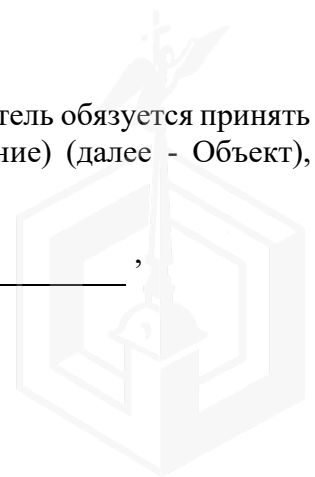 тель обязуется принять
ние) (далее - Объект),
,